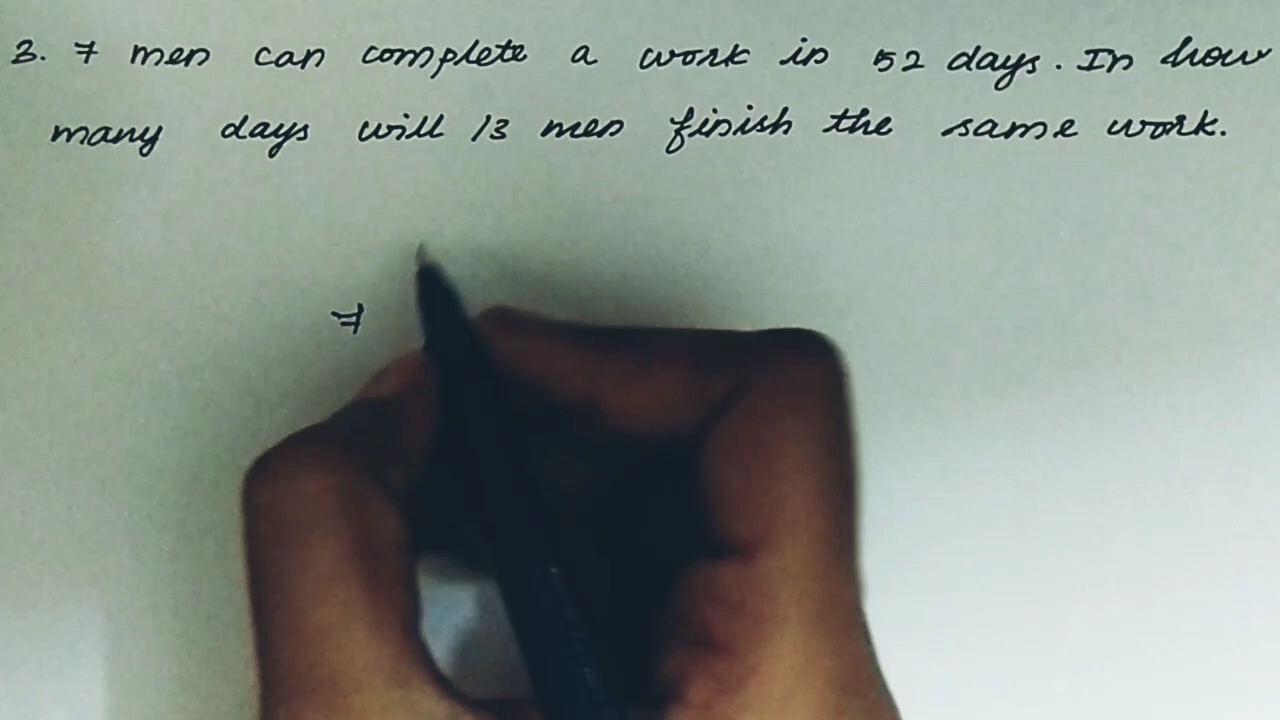 3. 7 men can complete a work in 52 days. In how
many days will 13 men finish the same work.
7